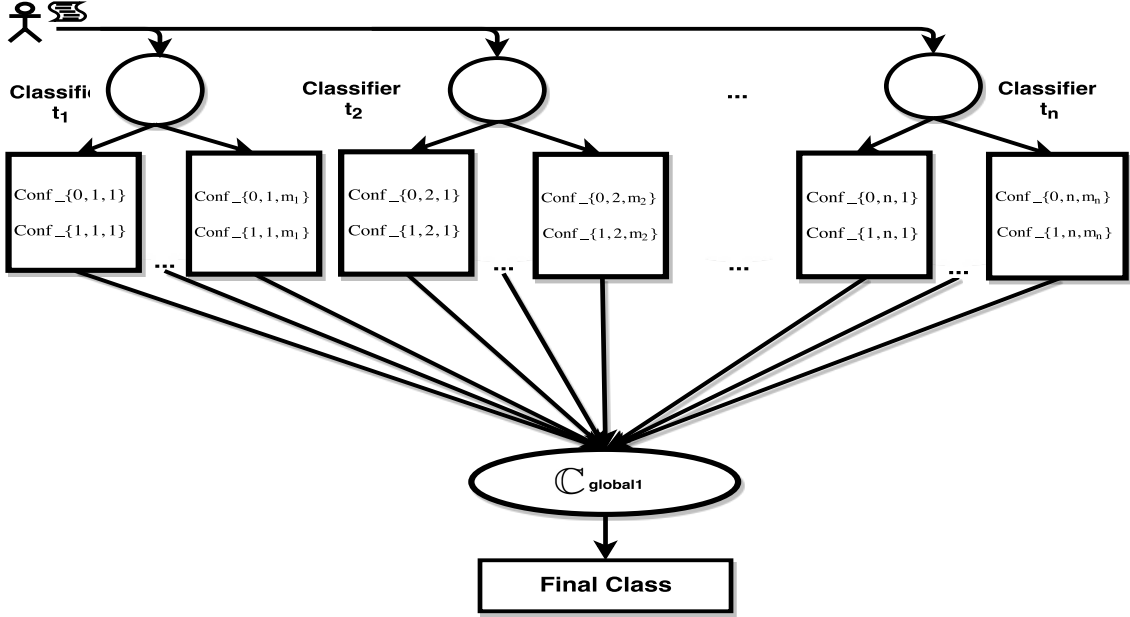 Classifi
t₁
Classifier
t₂
...
Classifier
tₙ
Conf_{0,1,1}
Conf_{1,1,1}
...
Conf_{0,1,m₁}
Conf_{1,1,m₁}
Conf_{0,2,1}
Conf_{1,2,1}
...
Conf_{0,2,m₂}
Conf_{1,2,m₂}
...
Conf_{0,n,1}
Conf_{1,n,1}
...
Conf_{0,n,mₙ}
Conf_{1,n,mₙ}
ℂ global1
Final Class